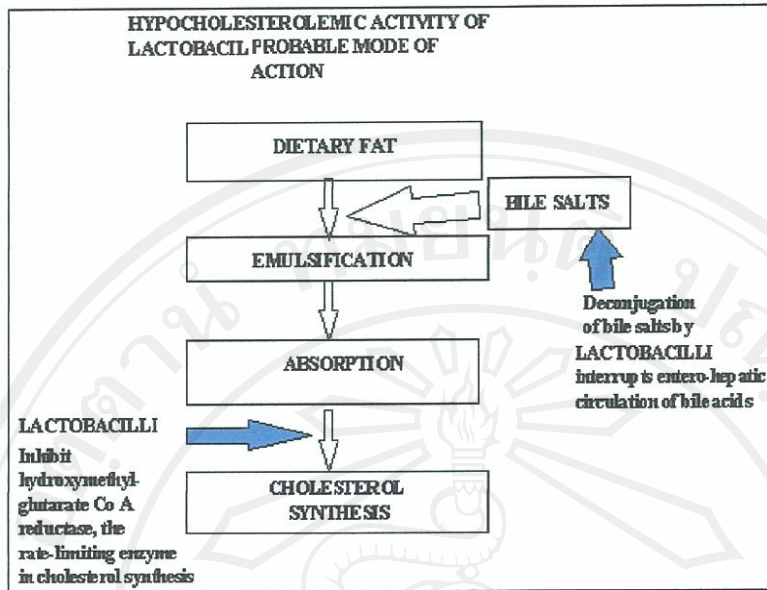 HYPOCHOLESTEROLEMIC ACTIVITY OF
LACTOBACIL PROBABLE MODE OF
ACTION
DIETARY FAT
BILE SALTS
EMULSIFICATION
Deconjugation
of bile salts by
LACTOBACILLI
interrupts entero-hepatic
circulation of bile acids
ABSORPTION
LACTOBACILLI
Inhibit
hydroxymethyl-
glutarate Co A
reductase, the
rate-limiting enzyme
in cholesterol synthesis
CHOLESTEROL
SYNTHESIS